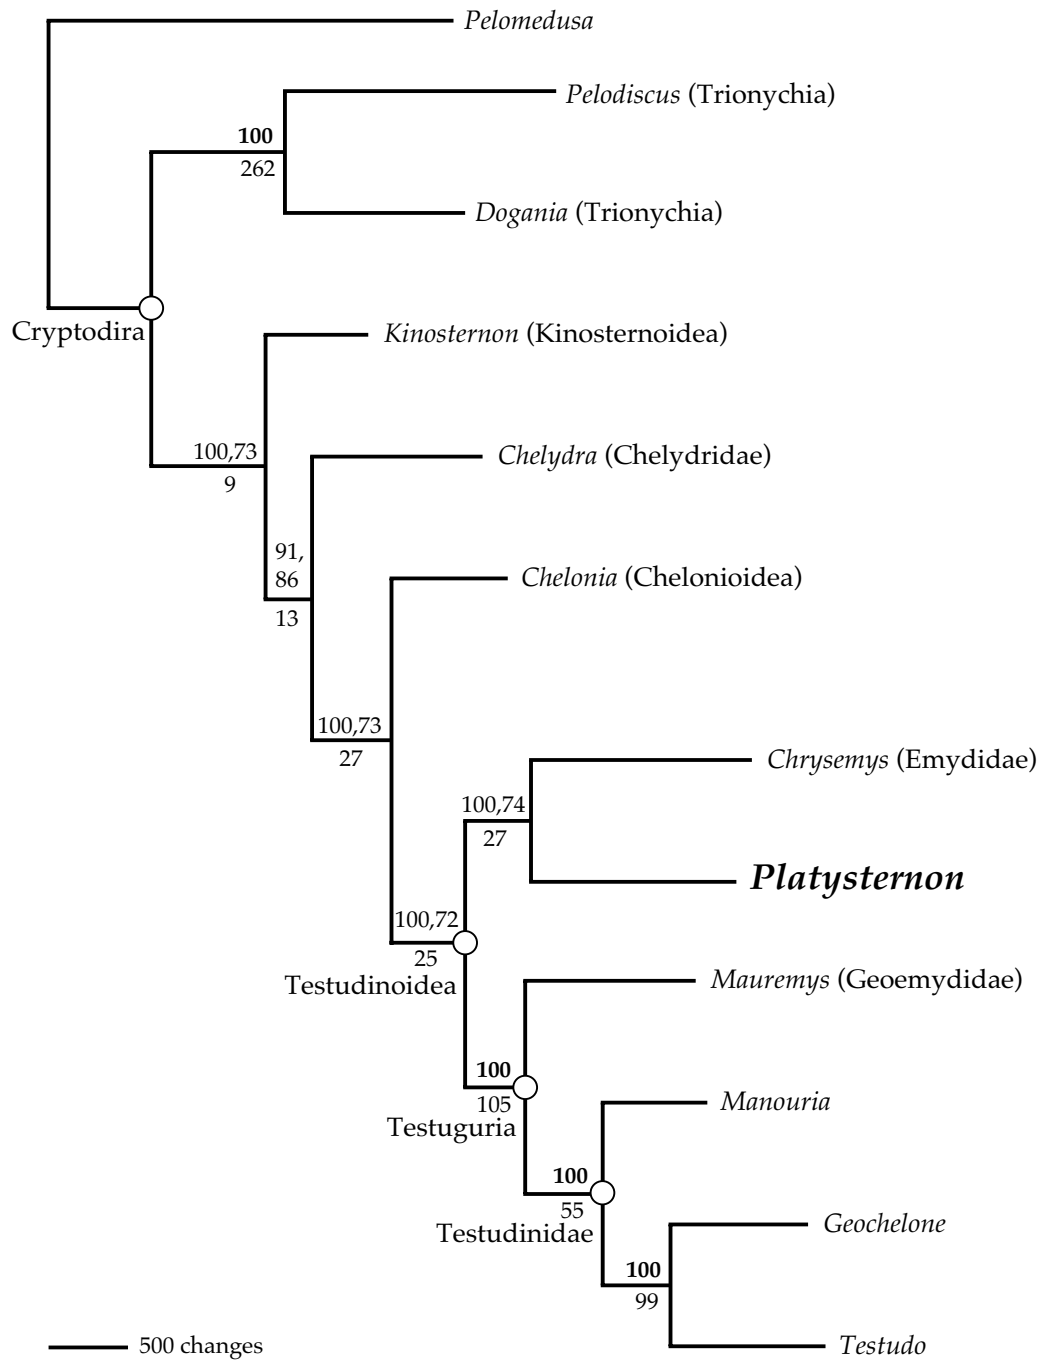 Pelomedusa
Pelodiscus (Trionychia)
100
262
Dogania (Trionychia)
Cryptodira
Kinosternon (Kinosternoidea)
100,73
9
Chelydra (Chelydridae)
91,
86
13
Chelonia (Chelonioidea)
100,73
27
Chrysemys (Emydidae)
100,74
27
Platysternon
100,72
25
Testudinoidea
Mauremys (Geoemydidae)
100
105
Testuguria
Manouria
100
55
Testudinidae
Geochelone
100
99
Testudo
500 changes